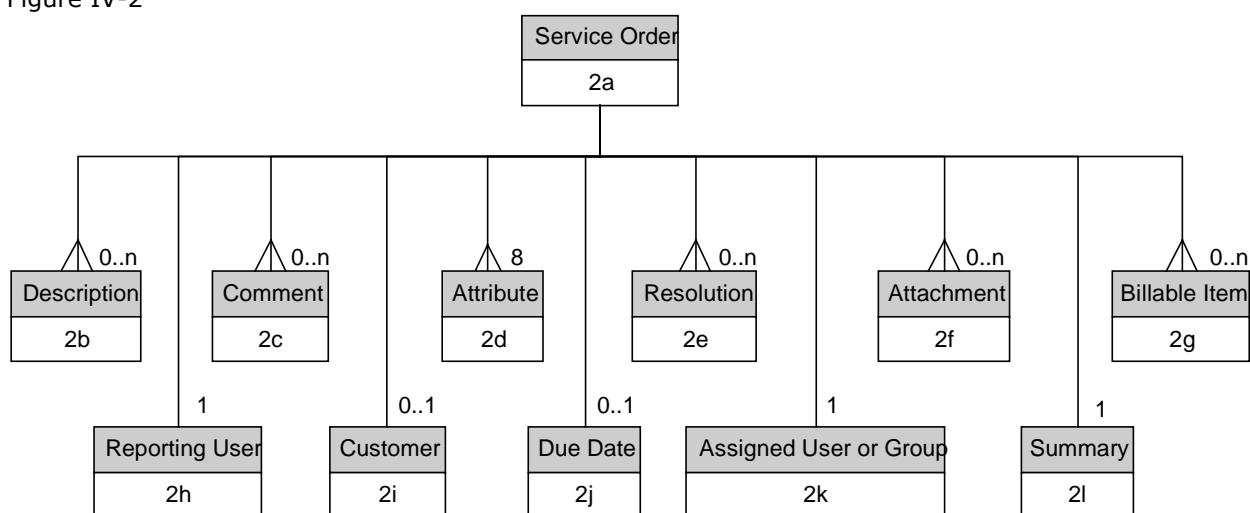 Figure IV-2
Service Order
2a
0..n
0..n
8
0..n
0..n
0..n
Description
Comment
Attribute
Resolution
Attachment
Billable Item
2b
2c
2d
2e
2f
2g
1
0..1
0..1
1
1
Reporting User
Customer
Due Date
Assigned User or Group
Summary
2h
2i
2j
2k
2l